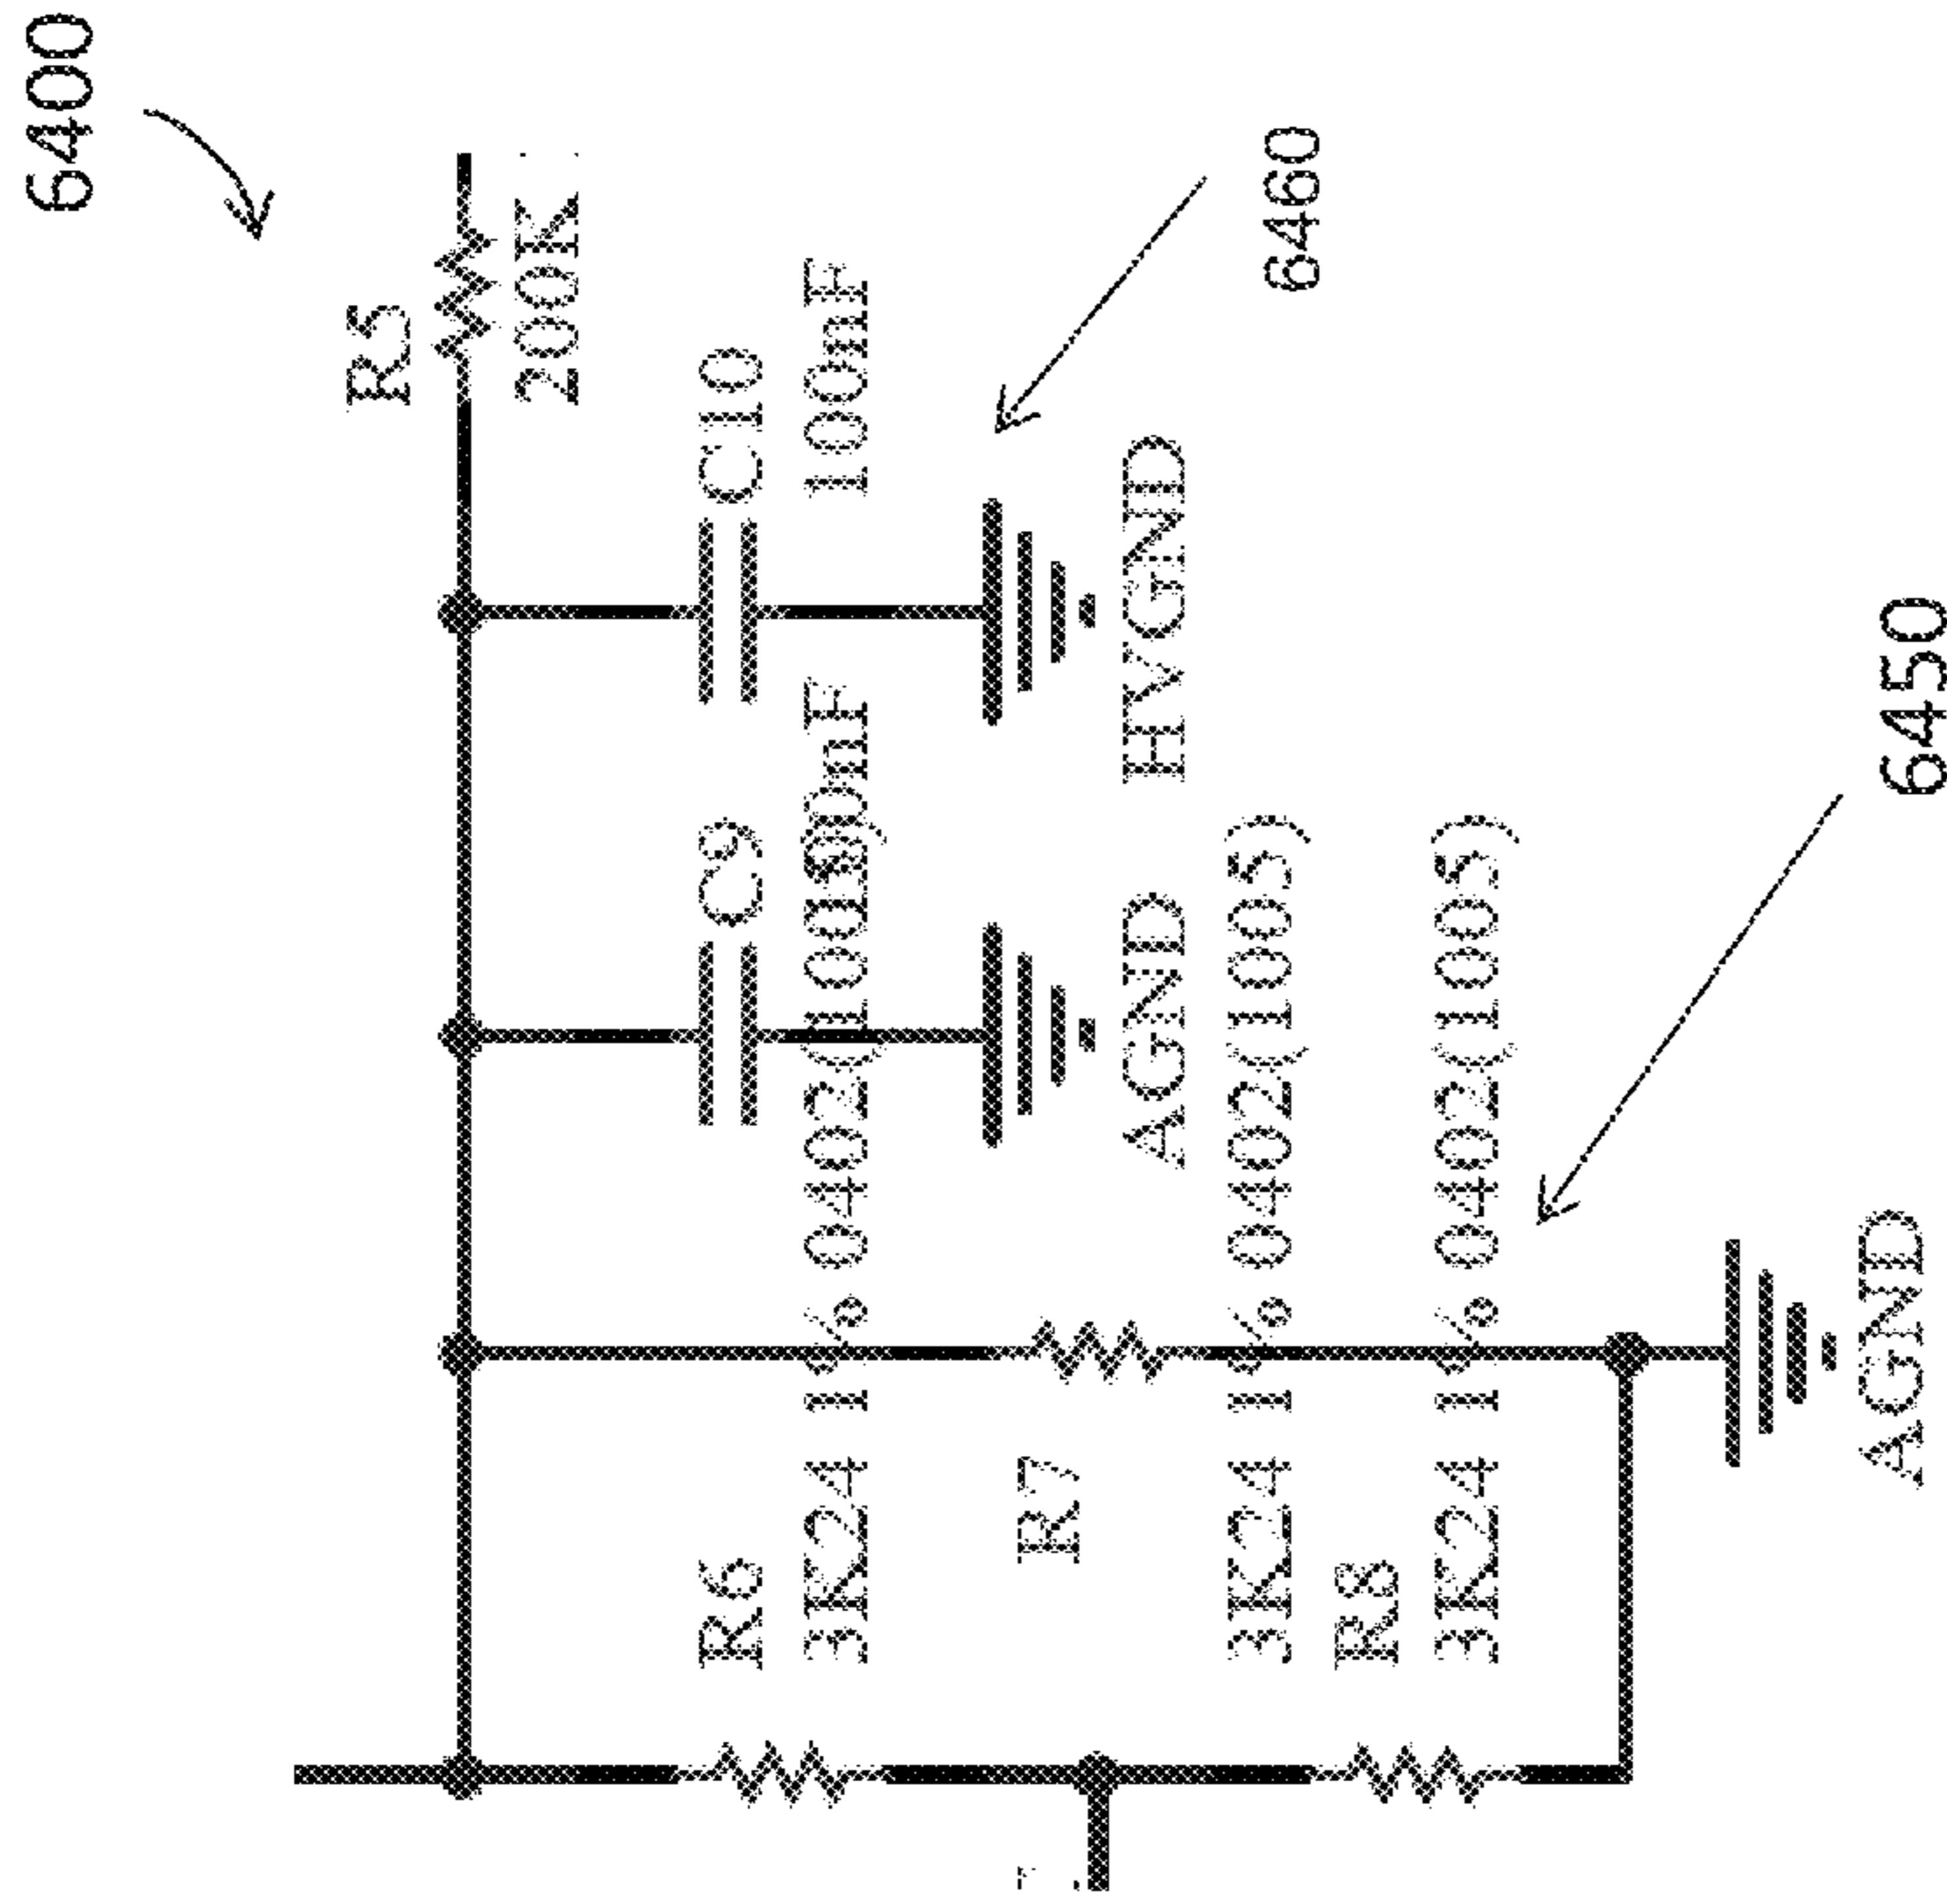 6400
R5
200K
C10
100nF
6460
HVGND
C9
100nF
AGND
R6
3K24 1% 0402(1005)
R7
3K24 1% 0402(1005)
R8
3K24 1% 0402(1005)
6450
AGND